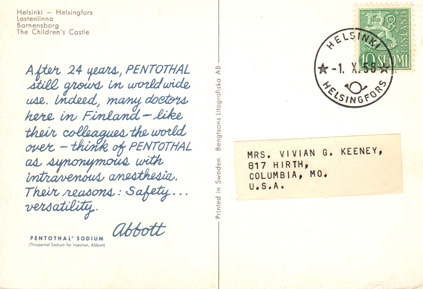 Helsinki – Helsingfors
Lastenlinna
Barnensborg
The Children's Castle
After 24 years, PENTOTHAL
still grows in worldwide
use. Indeed, many doctors
here in Finland – like
their colleagues the world
over – think of PENTOTHAL
as synonymous with
intravenous anesthesia.
Their reasons: Safety...
versatility.
Abbott
PENTOTHAL® SODIUM
(Thiopental Sodium for Injection, Abbott)
Printed in Sweden Bengtsons Litografiska AB
HELSINKI
-1. X. 58
HELSINGFORS
10 SUOMI
FINLAND
MRS. VIVIAN G. KEENEY,
817 HIRTH,
COLUMBIA, MO.
U.S.A.